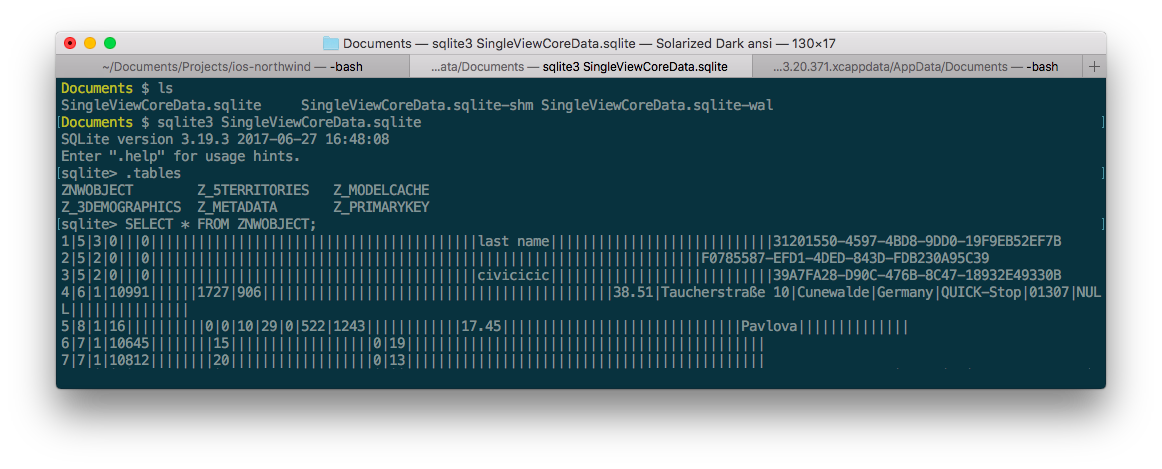 Documents — sqlite3 SingleViewCoreData.sqlite — Solarized Dark ansi — 130×17
~/Documents/Projects/ios-northwind — -bash
...ata/Documents — sqlite3 SingleViewCoreData.sqlite
...3.20.371.xcappdata/AppData/Documents — -bash
+
Documents $ ls
SingleViewCoreData.sqlite     SingleViewCoreData.sqlite-shm SingleViewCoreData.sqlite-wal
[Documents $ sqlite3 SingleViewCoreData.sqlite ]
SQLite version 3.19.3 2017-06-27 16:48:08
Enter ".help" for usage hints.
[sqlite> .tables ]
ZNWOBJECT        Z_5TERRITORIES   Z_MODELCACHE
Z_3DEMOGRAPHICS  Z_METADATA       Z_PRIMARYKEY
[sqlite> SELECT * FROM ZNWOBJECT; ]
1|5|3|0|||0|||||||||||||||||||||||||||||||||||||||||last name||||||||||||||||||||||||||||31201550-4597-4BD8-9DD0-19F9EB52EF7B
2|5|2|0|||0|||||||||||||||||||||||||||||||||||||||||||||||||||||||||||||||||||||F0785587-EFD1-4DED-843D-FDB230A95C39
3|5|2|0|||0|||||||||||||||||||||||||||||||||||||||||civicicic||||||||||||||||||||||||||||39A7FA28-D90C-476B-8C47-18932E49330B
4|6|1|10991||||||1727|906||||||||||||||||||||||||||||||||||||||||||||38.51|Taucherstraße 10|Cunewalde|Germany|QUICK-Stop|01307|NUL
L|||||||||||||||
5|8|1|16||||||||||0|0|10|29|0|522|1243||||||||||||17.45||||||||||||||||||||||||||||||Pavlova||||||||||||||
6|7|1|10645||||||||15||||||||||||||||||0|19|||||||||||||||||||||||||||||||||||||||||||||
7|7|1|10812||||||||20||||||||||||||||||0|13|||||||||||||||||||||||||||||||||||||||||||||